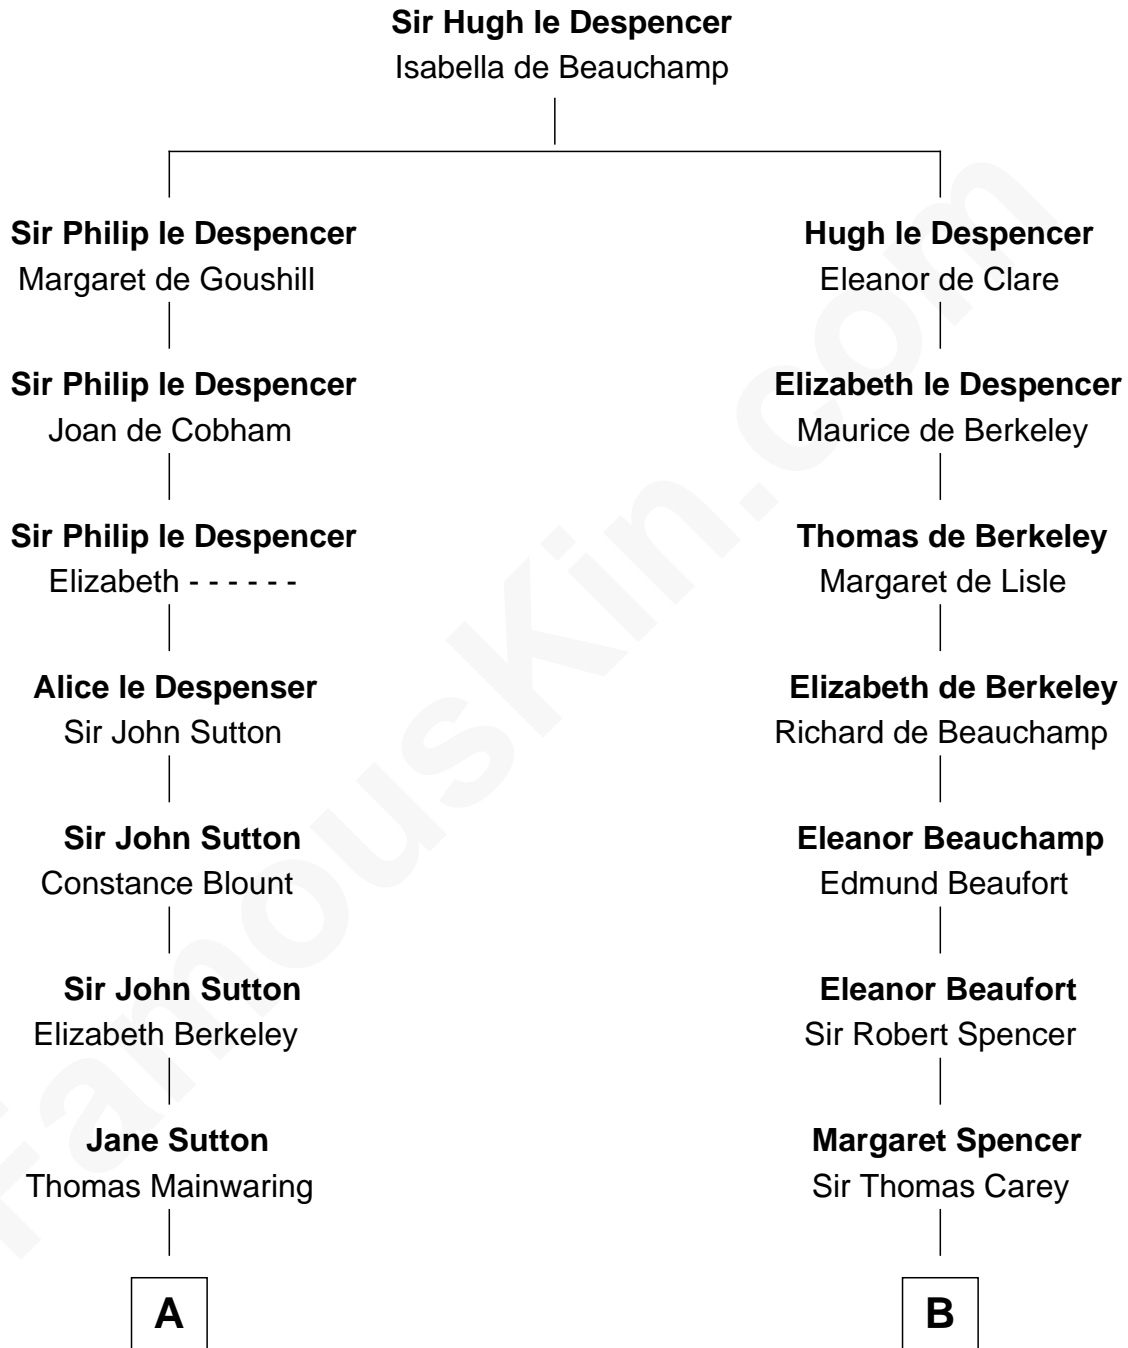 Sir Hugh le Despencer
Isabella de Beauchamp
Sir Philip le Despencer
Margaret de Goushill
Sir Philip le Despencer
Joan de Cobham
Sir Philip le Despencer
Elizabeth - - - - - -
Alice le Despenser
Sir John Sutton
Sir John Sutton
Constance Blount
Sir John Sutton
Elizabeth Berkeley
Jane Sutton
Thomas Mainwaring
A
Hugh le Despencer
Eleanor de Clare
Elizabeth le Despencer
Maurice de Berkeley
Thomas de Berkeley
Margaret de Lisle
Elizabeth de Berkeley
Richard de Beauchamp
Eleanor Beauchamp
Edmund Beaufort
Eleanor Beaufort
Sir Robert Spencer
Margaret Spencer
Sir Thomas Carey
B
FamousKin.com